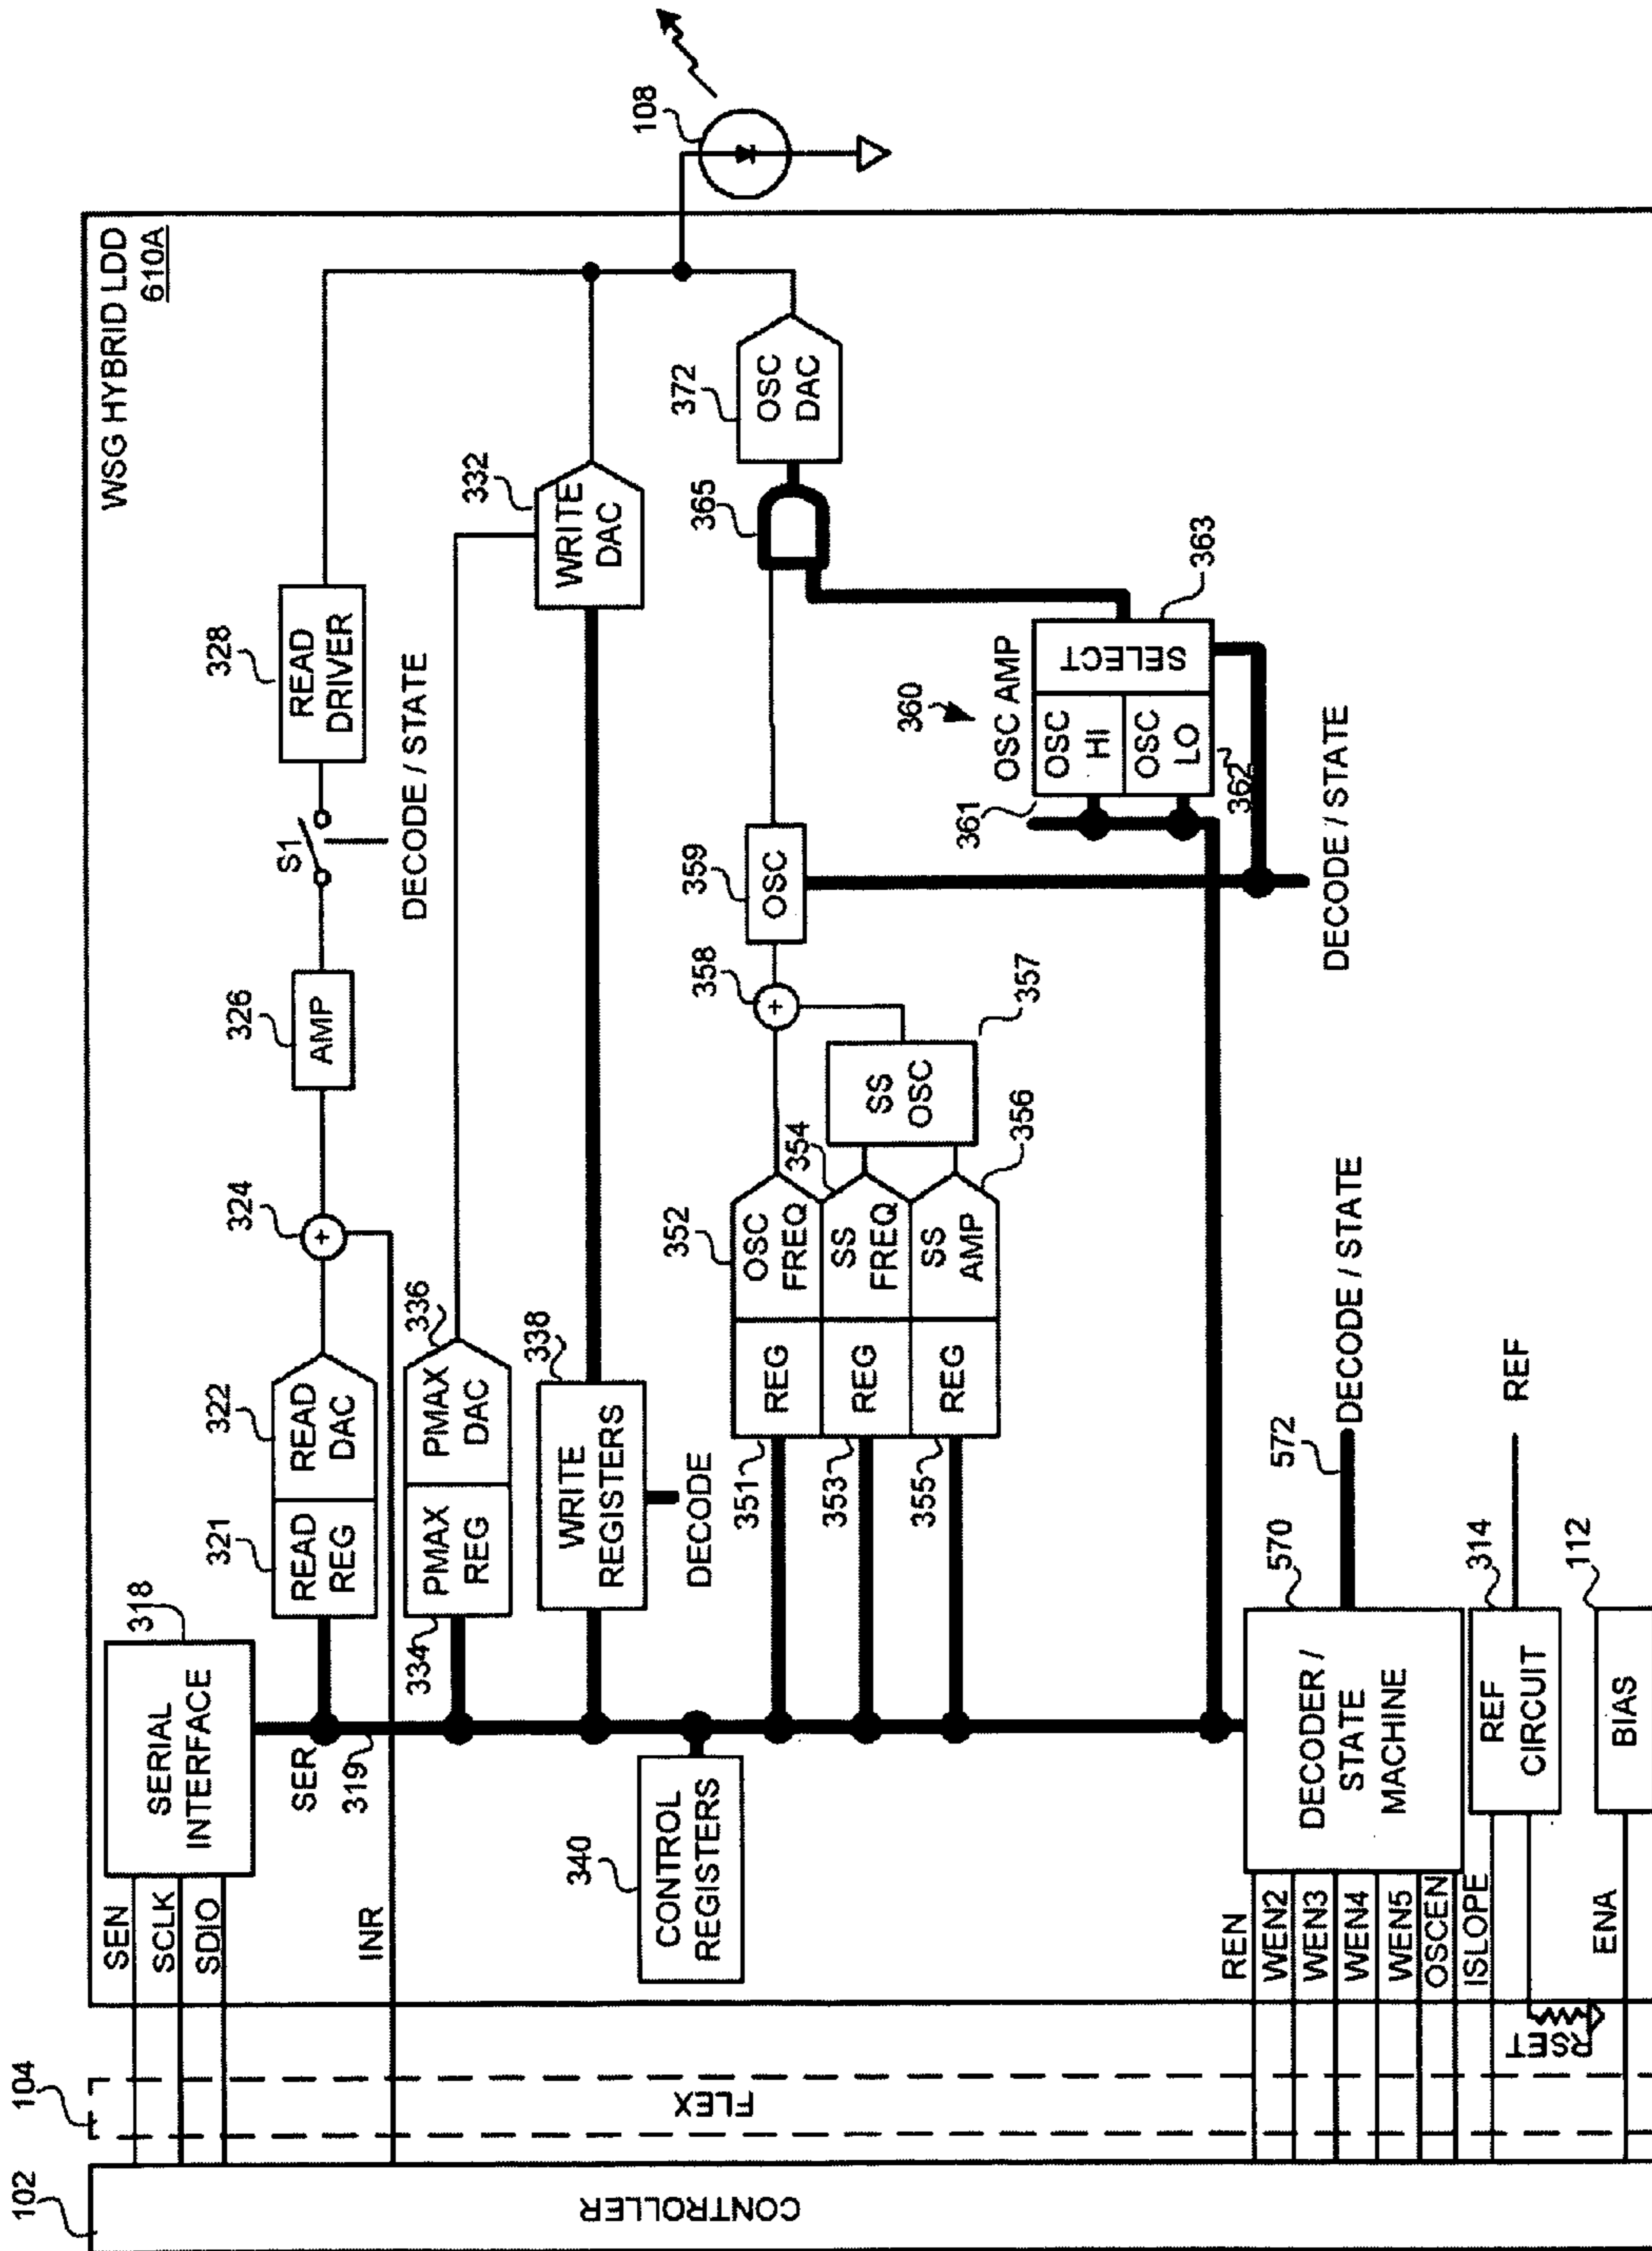 WSG HYBRID LDD
610A
102
CONTROLLER
104
FLEX
SEN
SCLK
SDIO
INR
318
SERIAL
INTERFACE
SER
319
321
READ
REG
322
READ
DAC
324
+
326
AMP
S1
DECODE / STATE
328
READ
DRIVER
334
PMAX
REG
336
PMAX
DAC
338
WRITE
REGISTERS
DECODE
332
WRITE
DAC
108
340
CONTROL
REGISTERS
351
REG
352
OSC
FREQ
353
REG
354
SS
FREQ
355
REG
SS
AMP
356
SS
OSC
357
358
+
359
OSC
360
OSC AMP
361
OSC
HI
OSC
LO
362
SELECT
363
365
372
OSC
DAC
DECODE / STATE
REN
WEN2
WEN3
WEN4
WEN5
OSCEN
ISLOPE
RSET
ENA
570
DECODER /
STATE
MACHINE
572
DECODE / STATE
314
REF
CIRCUIT
REF
112
BIAS